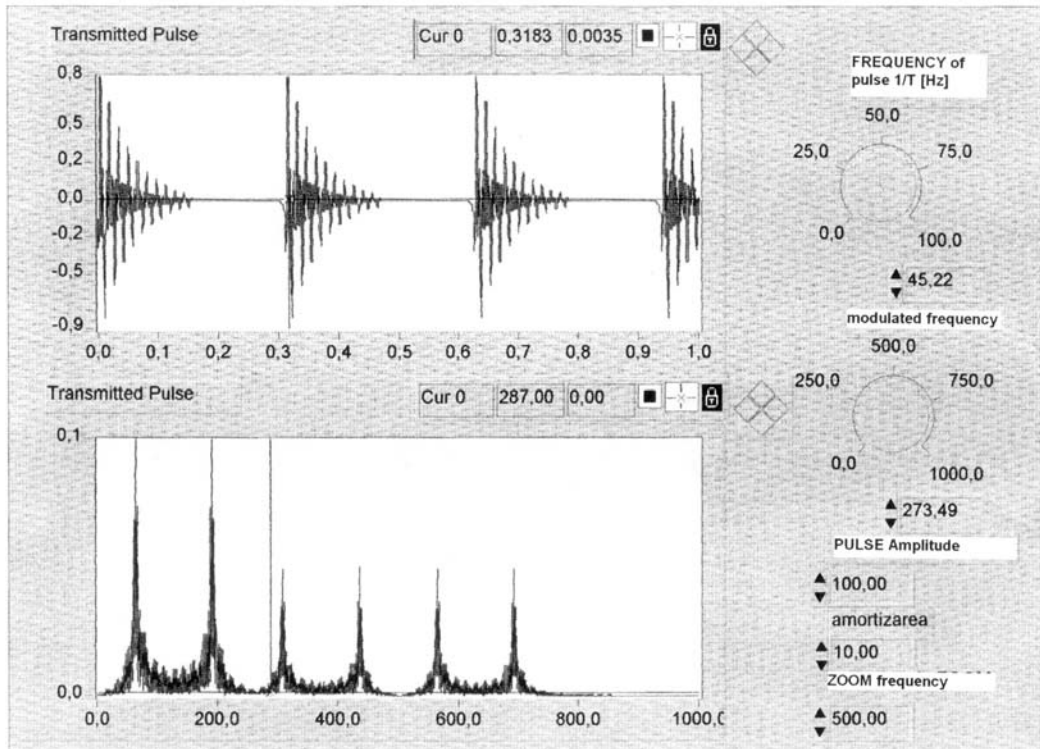 Transmitted Pulse
Cur 0 0,3183 0,0035
0,8
0,5
0,2
0,0
-0,2
-0,5
-0,9
0,0 0,1 0,2 0,3 0,4 0,5 0,6 0,7 0,8 0,9 1,0
FREQUENCY of
pulse 1/T [Hz]
50,0
25,0 75,0
0,0 100.0
45,22
modulated frequency
500,0
250,0 750,0
0,0 1000,0
273,49
Transmitted Pulse
Cur 0 287,00 0,00
0,1
0,0
0,0 200,0 400,0 600,0 800,0 1000,0
PULSE Amplitude
100,00
amortizarea
10,00
ZOOM frequency
500,00